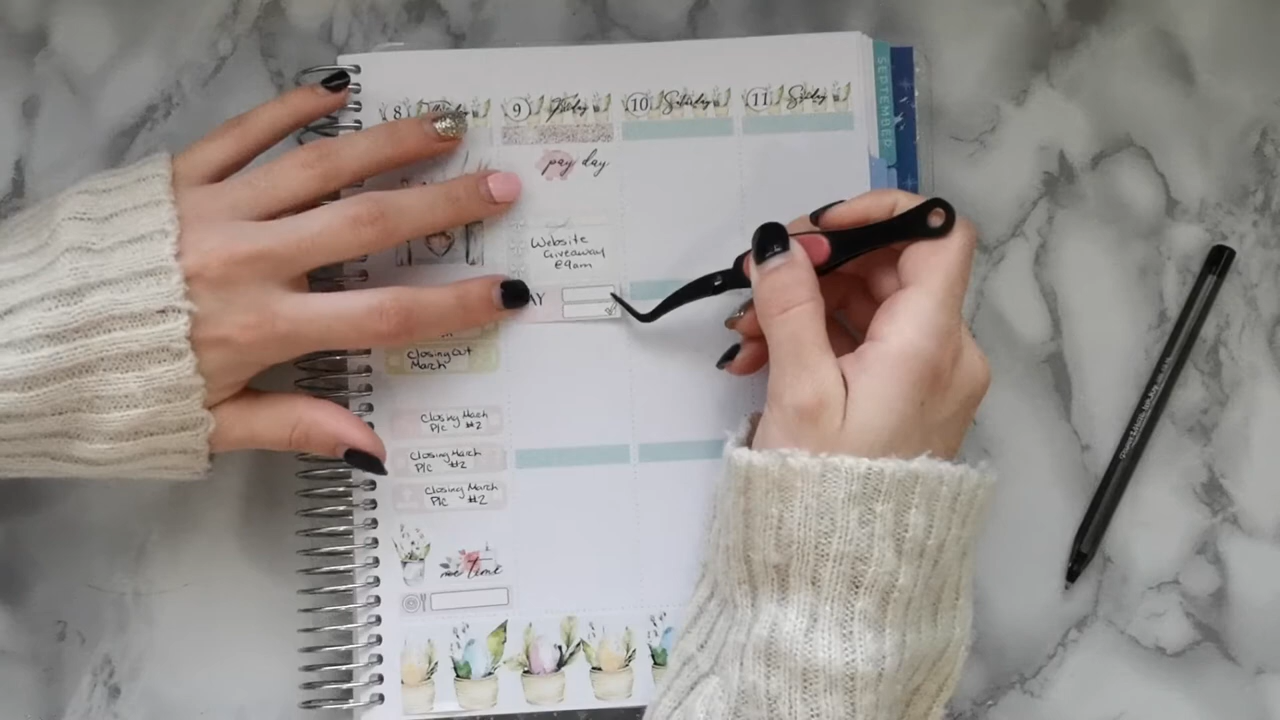 8
9
10 Saturday
11 Sunday
SEPTEMBER
pay day
Website
Giveaway
@9am
AY
Closing Out
March
Closing March
P/c #2
Closing March
P/c #2
Closing March
P/c #2
me time